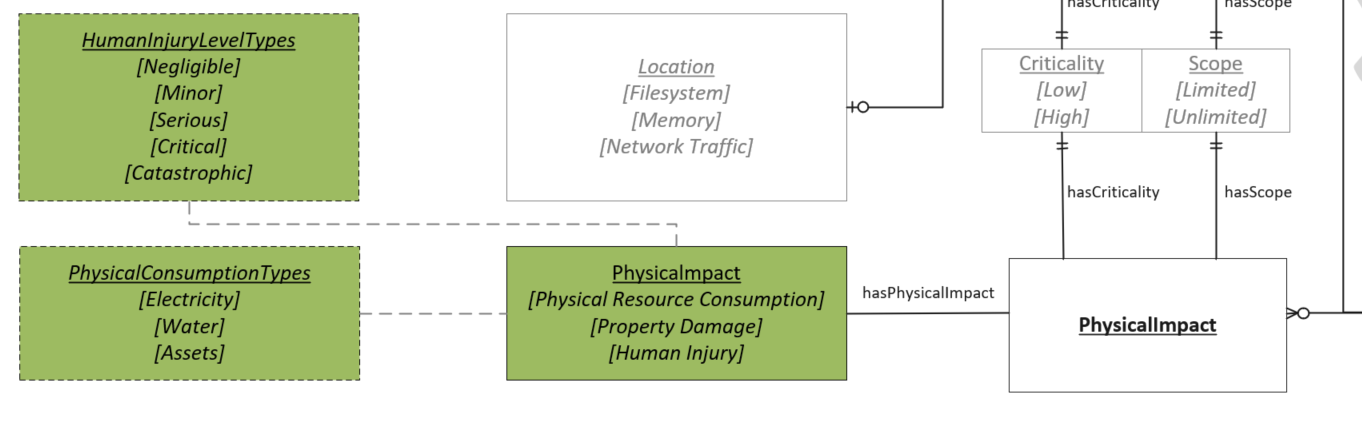 hasCriticality
hasScope
HumanInjuryLevelTypes
[Negligible]
[Minor]
[Serious]
[Critical]
[Catastrophic]
Location
[Filesystem]
[Memory]
[Network Traffic]
Criticality
[Low]
[High]
Scope
[Limited]
[Unlimited]
hasCriticality
hasScope
PhysicalConsumptionTypes
[Electricity]
[Water]
[Assets]
PhysicalImpact
[Physical Resource Consumption]
[Property Damage]
[Human Injury]
hasPhysicalImpact
PhysicalImpact